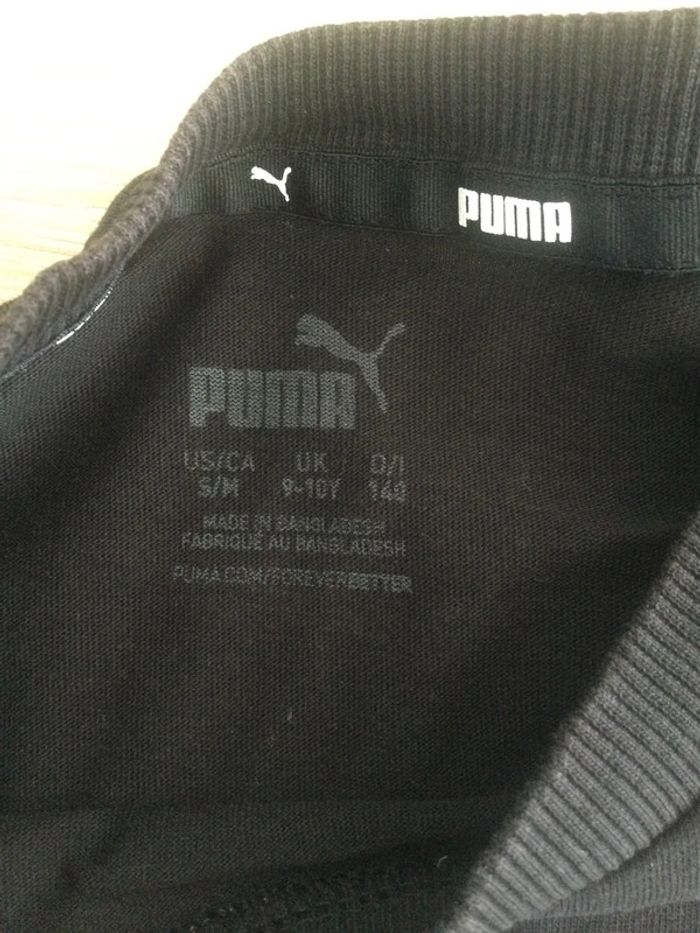 PUMA
PUMA
US/CA UK D/I
S/M 9-10Y 140
MADE IN BANGLADESH
FABRIQUÉ AU BANGLADESH
PUMA.COM/FOREVERBETTER